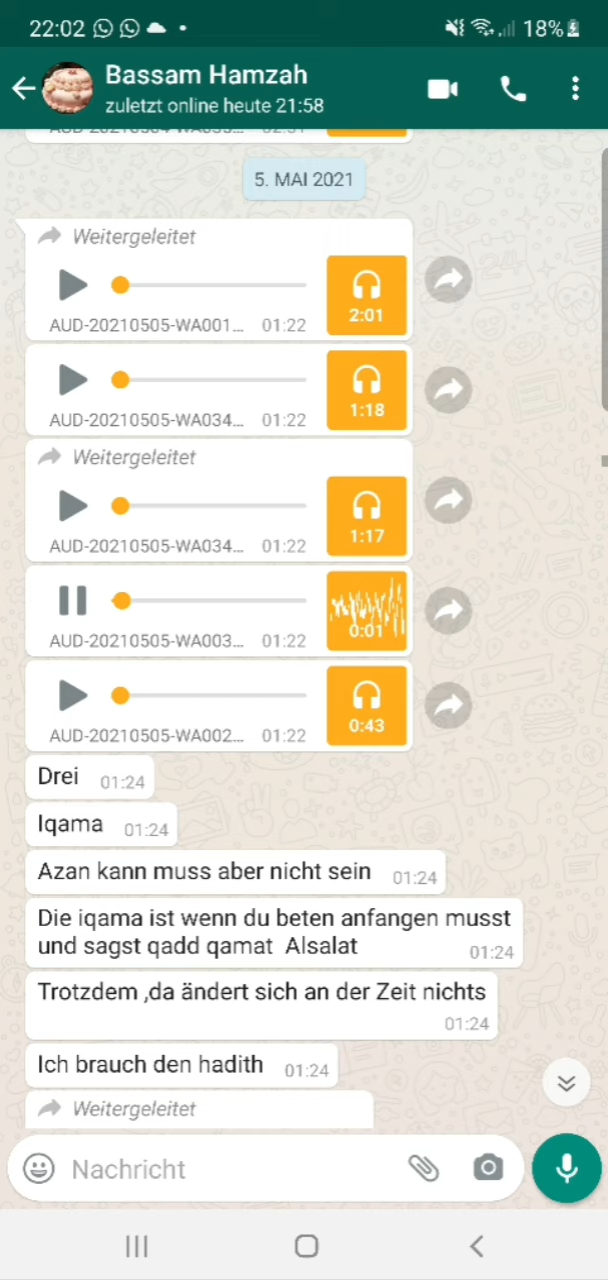 22:02
18%
Bassam Hamzah
zuletzt online heute 21:58
5. MAI 2021
Weitergeleitet
2:01
AUD-20210505-WA001... 01:22
1:18
AUD-20210505-WA034... 01:22
Weitergeleitet
1:17
AUD-20210505-WA034... 01:22
0:01
AUD-20210505-WA003... 01:22
0:43
AUD-20210505-WA002... 01:22
Drei 01:24
Iqama 01:24
Azan kann muss aber nicht sein 01:24
Die iqama ist wenn du beten anfangen musst
und sagst qadd qamat Alsalat 01:24
Trotzdem ,da ändert sich an der Zeit nichts
01:24
Ich brauch den hadith 01:24
Weitergeleitet
Nachricht